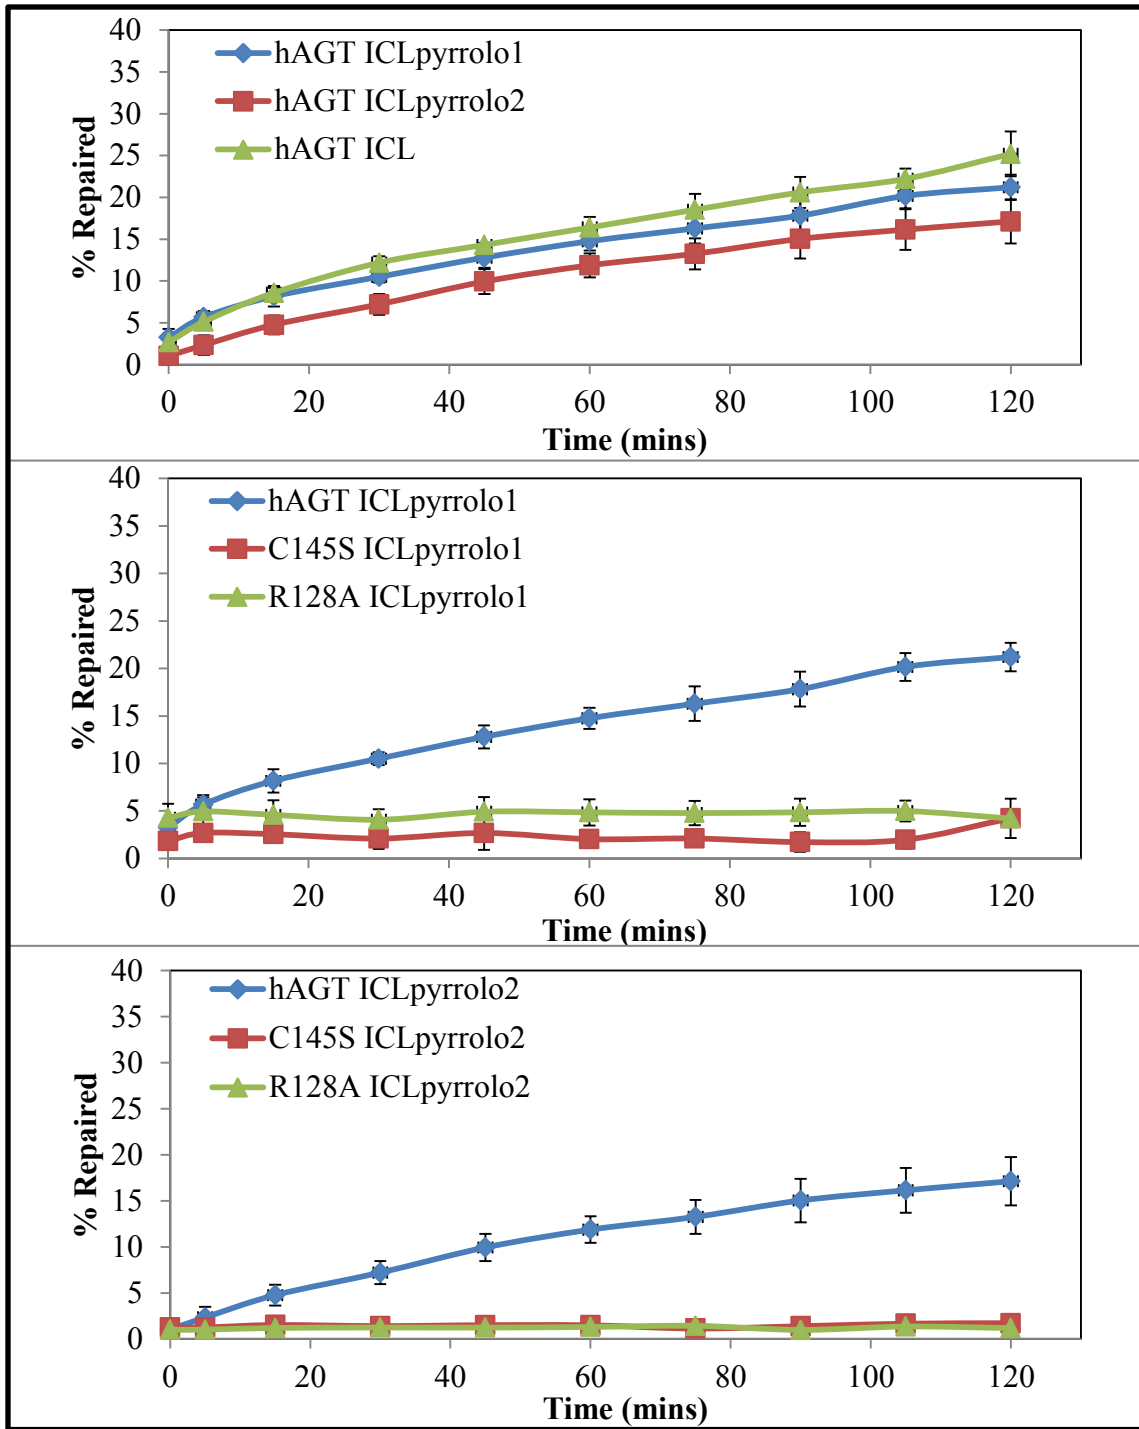 40
35
30
25
20
15
10
5
0
% Repaired
hAGT ICLpyrrolo1
hAGT ICLpyrrolo2
hAGT ICL
0 20 40 60 80 100 120
Time (mins)
40
35
30
25
20
15
10
5
0
% Repaired
hAGT ICLpyrrolo1
C145S ICLpyrrolo1
R128A ICLpyrrolo1
0 20 40 60 80 100 120
Time (mins)
40
35
30
25
20
15
10
5
0
% Repaired
hAGT ICLpyrrolo2
C145S ICLpyrrolo2
R128A ICLpyrrolo2
0 20 40 60 80 100 120
Time (mins)